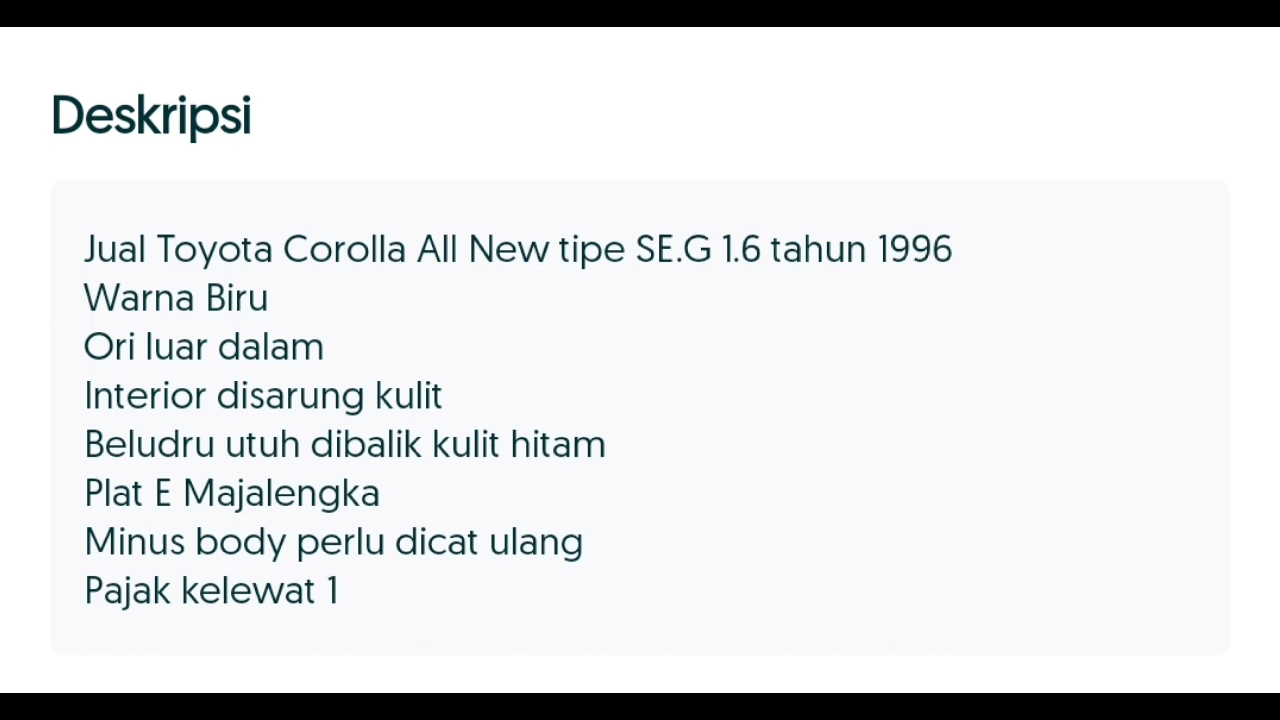 Deskripsi
Jual Toyota Corolla All New tipe SE.G 1.6 tahun 1996
Warna Biru
Ori luar dalam
Interior disarung kulit
Beludru utuh dibalik kulit hitam
Plat E Majalengka
Minus body perlu dicat ulang
Pajak kelewat 1